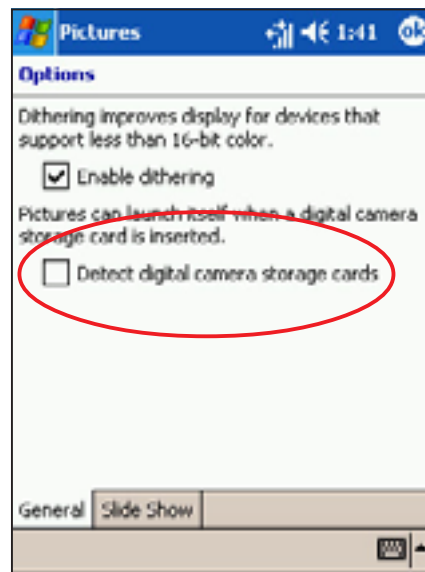 Pictures 1:41 ok
Options
Dithering improves display for devices that
support less than 16-bit color.
Enable dithering
Pictures can launch itself when a digital camera
storage card is inserted.
Detect digital camera storage cards
General Slide Show